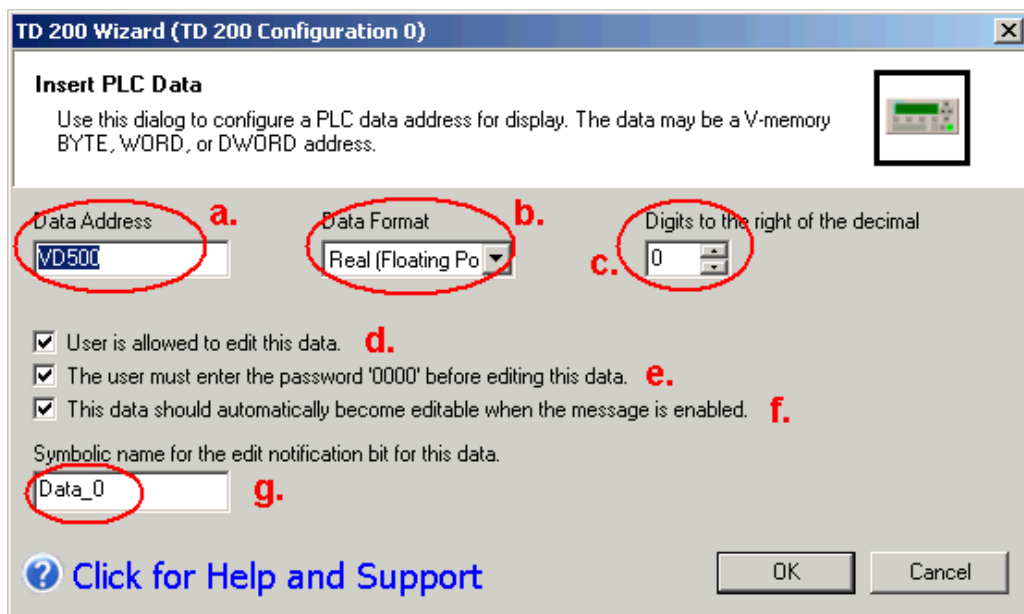 TD 200 Wizard (TD 200 Configuration 0)
Insert PLC Data
Use this dialog to configure a PLC data address for display. The data may be a V-memory
BYTE, WORD, or DWORD address.
Data Address a. Data Format b. Digits to the right of the decimal
VD500 Real (Floating Po c. 0
User is allowed to edit this data. d.
The user must enter the password '0000' before editing this data. e.
This data should automatically become editable when the message is enabled. f.
Symbolic name for the edit notification bit for this data.
Data_0 g.
Click for Help and Support OK Cancel